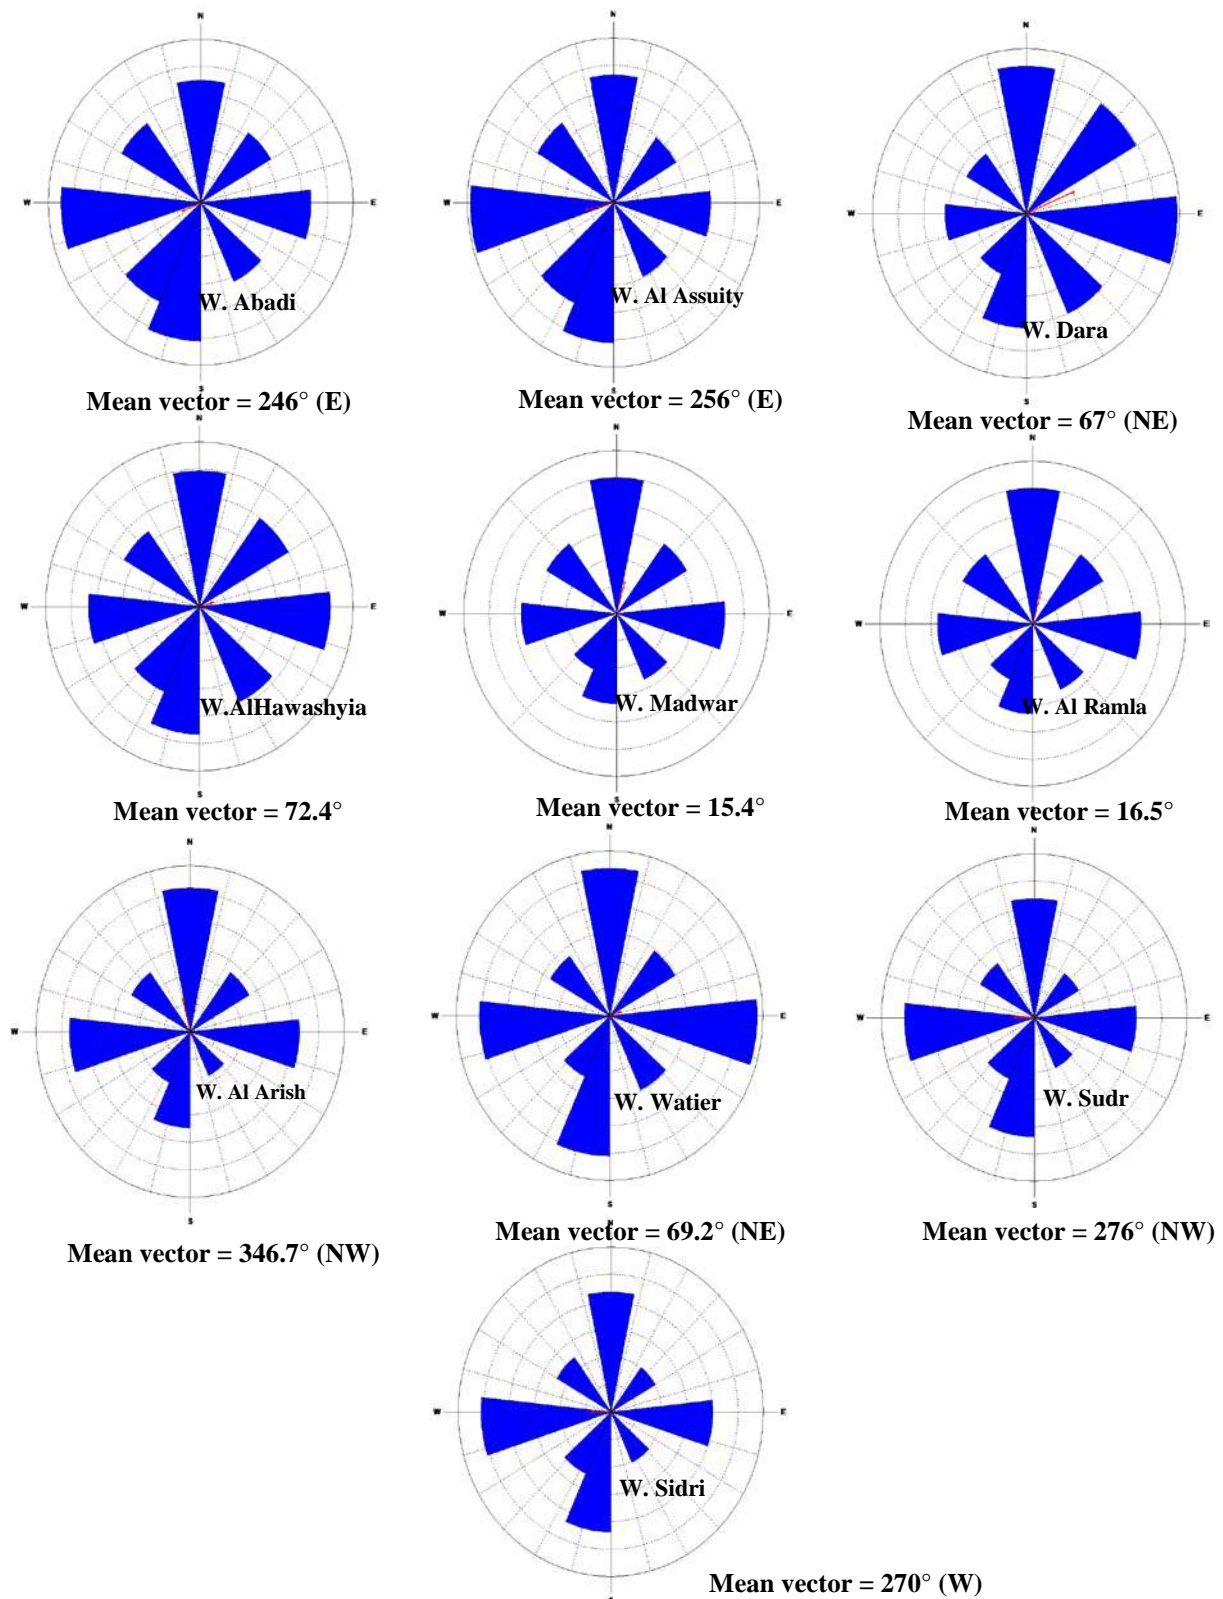 N
N
N
W
E
W
E
W
E
W. Abadi
W. Al Assuity
W. Dara
S
S
Mean vector = 246° (E)
Mean vector = 256° (E)
Mean vector = 67° (NE)
N
N
N
W
E
W
E
W
E
W.AlHawashyia
W. Madwar
W. Al Ramla
S
S
Mean vector = 72.4°
Mean vector = 15.4°
Mean vector = 16.5°
N
N
N
W
E
W
E
W
E
W. Al Arish
W. Watier
W. Sudr
S
S
S
Mean vector = 346.7° (NW)
Mean vector = 69.2° (NE)
Mean vector = 276° (NW)
N
W
E
W. Sidri
Mean vector = 270° (W)